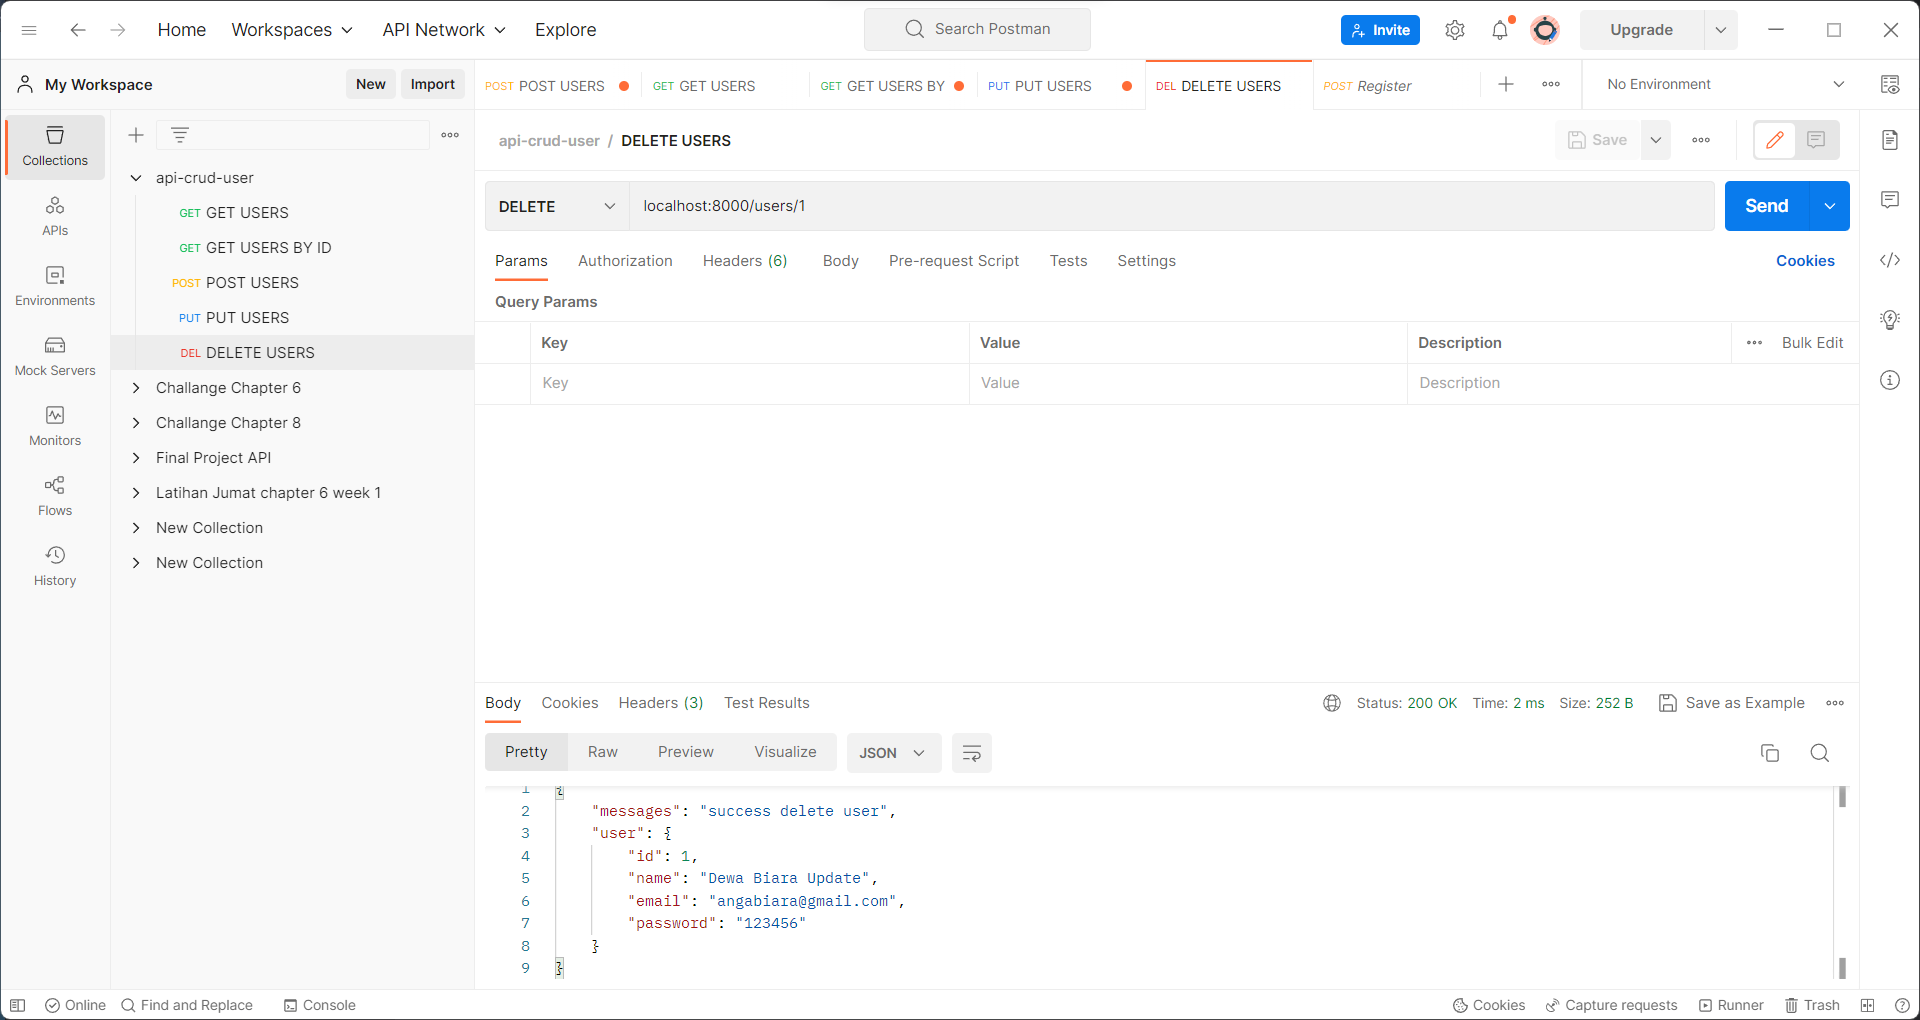 Home Workspaces API Network Explore Search Postman Invite Upgrade
My Workspace New Import
POST POST USERS GET GET USERS GET GET USERS BY PUT PUT USERS DEL DELETE USERS POST Register No Environment
Collections
APIs
Environments
Mock Servers
Monitors
Flows
History
api-crud-user
GET GET USERS
GET GET USERS BY ID
POST POST USERS
PUT PUT USERS
DEL DELETE USERS
Challange Chapter 6
Challange Chapter 8
Final Project API
Latihan Jumat chapter 6 week 1
New Collection
New Collection
api-crud-user / DELETE USERS Save
DELETE localhost:8000/users/1 Send
Params Authorization Headers (6) Body Pre-request Script Tests Settings Cookies
Query Params
Key Value Description Bulk Edit
Key Value Description
Body Cookies Headers (3) Test Results Status: 200 OK Time: 2 ms Size: 252 B Save as Example
Pretty Raw Preview Visualize JSON
1 {
2 "messages": "success delete user",
3 "user": {
4 "id": 1,
5 "name": "Dewa Biara Update",
6 "email": "angabiara@gmail.com",
7 "password": "123456"
8 }
9 }
Online Find and Replace Console Cookies Capture requests Runner Trash